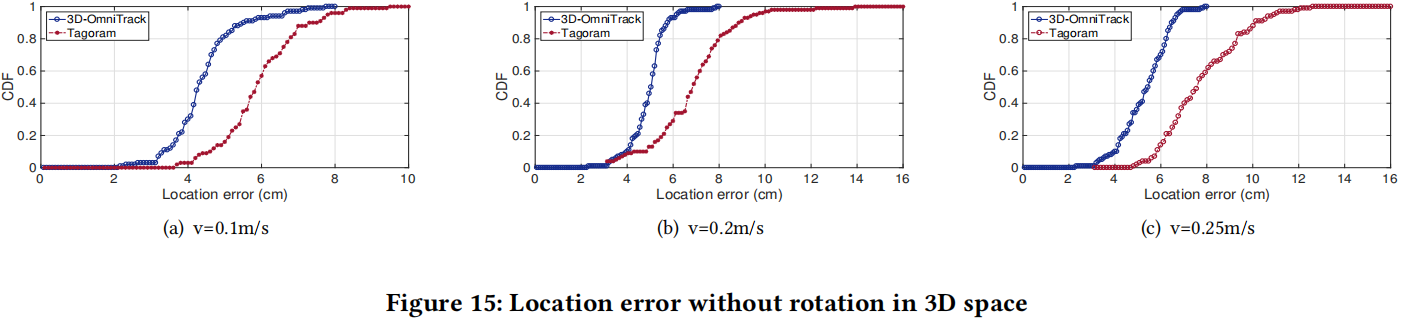 1
0.8
0.6
0.4
0.2
0
CDF
3D-OmniTrack
Tagoram
0 2 4 6 8 10
Location error (cm)
(a) v=0.1m/s
1
0.8
0.6
0.4
0.2
0
CDF
3D-OmniTrack
Tagoram
0 2 4 6 8 10 12 14 16
Location error (cm)
(b) v=0.2m/s
1
0.8
0.6
0.4
0.2
0
CDF
3D-OmniTrack
Tagoram
0 2 4 6 8 10 12 14 16
Location error (cm)
(c) v=0.25m/s
Figure 15: Location error without rotation in 3D space